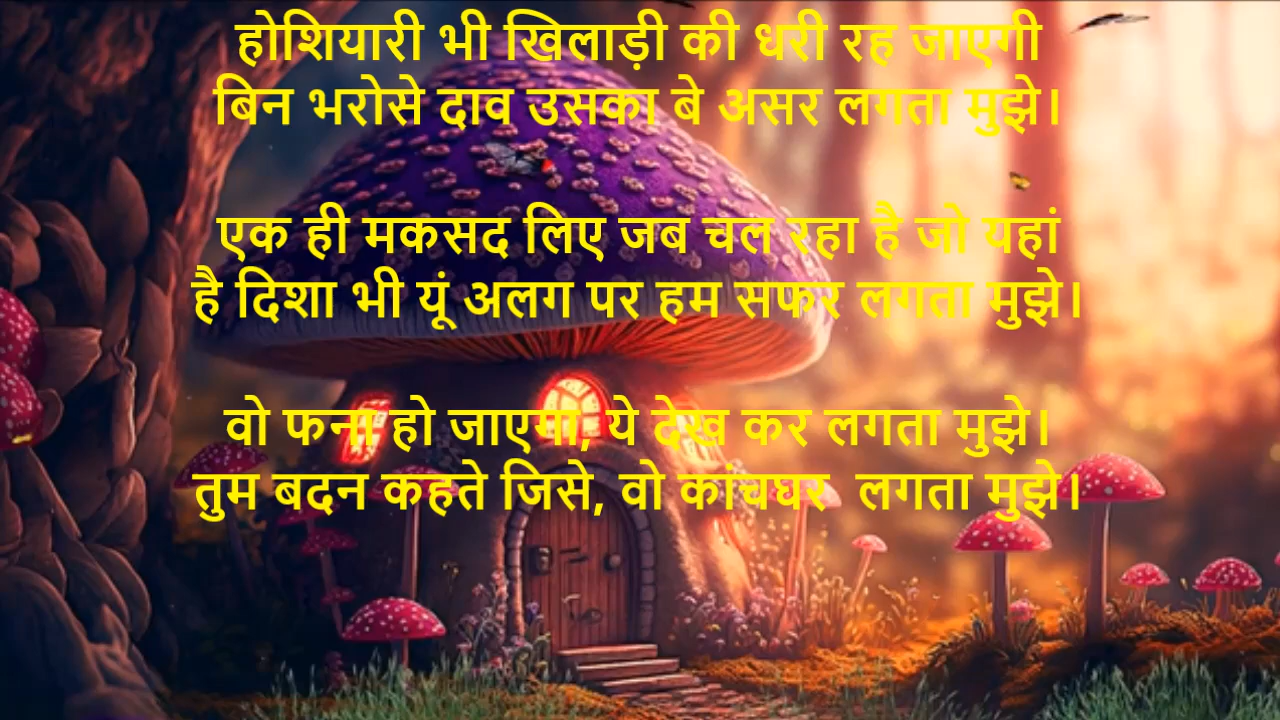 होशियारी भी खिलाड़ी की धरी रह जाएगी
बिन भरोसे दाव उसका बे असर लगता मुझे।
एक ही मकसद लिए जब चल रहा है जो यहां
है दिशा भी यूं अलग पर हम सफर लगता मुझे।
वो फना हो जाएगा, ये देख कर लगता मुझे।
तुम बदन कहते जिसे, वो कांचघर  लगता मुझे।